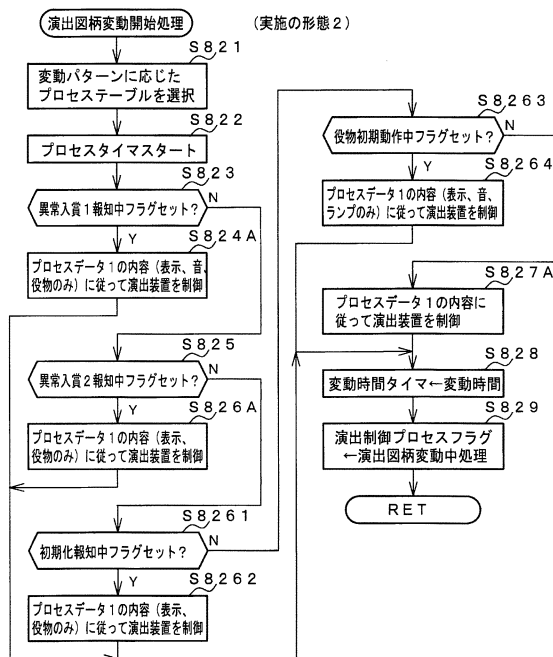 演出図柄変動開始処理
(実施の形態2)
S821
変動パターンに応じた
プロセステーブルを選択
S822
プロセスタイマスタート
S823
異常入賞1報知中フラグセット?
N
Y
S824A
プロセスデータ1の内容(表示、音、
役物のみ)に従って演出装置を制御
S825
異常入賞2報知中フラグセット?
N
Y
S826A
プロセスデータ1の内容(表示、
役物のみ)に従って演出装置を制御
S8261
初期化報知中フラグセット?
N
Y
S8262
プロセスデータ1の内容(表示、
役物のみ)に従って演出装置を制御
S8263
役物初期動作中フラグセット?
N
Y
S8264
プロセスデータ1の内容(表示、音、
ランプのみ)に従って演出装置を制御
S827A
プロセスデータ1の内容に
従って演出装置を制御
S828
変動時間タイマ←変動時間
S829
演出制御プロセスフラグ
←演出図柄変動中処理
RET